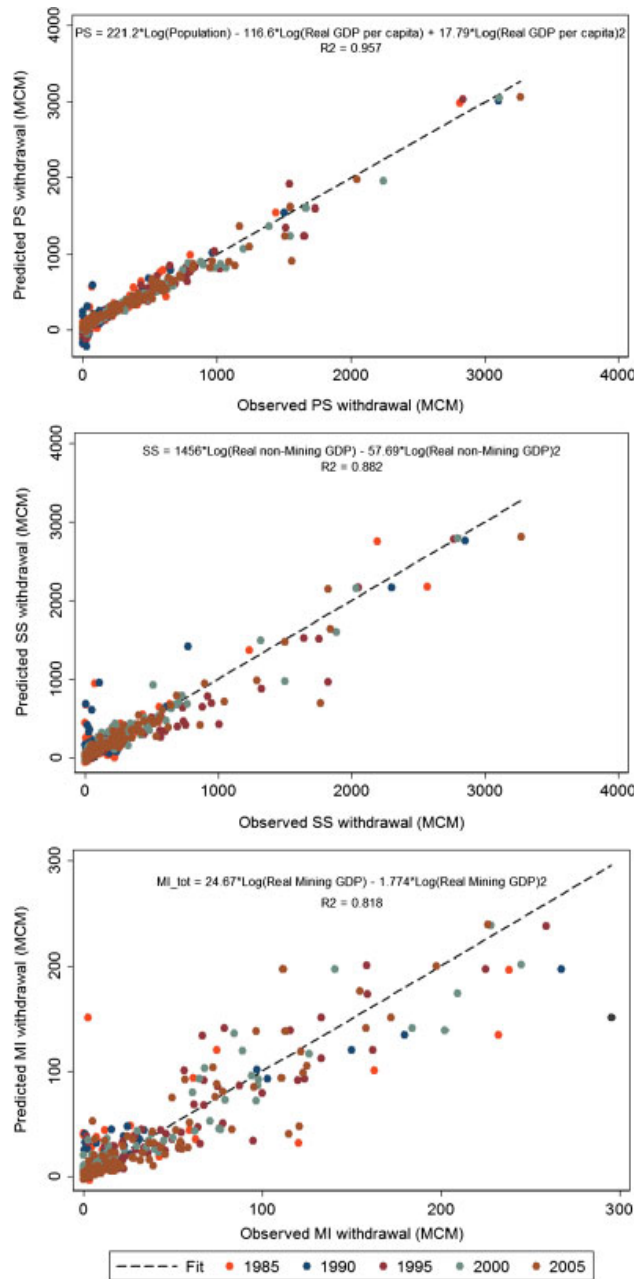 PS = 221.2*Log(Population) - 116.6*Log(Real GDP per capita) + 17.79*Log(Real GDP per capita)2
R2 = 0.957
Predicted PS withdrawal (MCM)
4000
3000
2000
1000
0
0 1000 2000 3000 4000
Observed PS withdrawal (MCM)
SS = 1456*Log(Real non-Mining GDP) - 57.69*Log(Real non-Mining GDP)2
R2 = 0.882
Predicted SS withdrawal (MCM)
4000
3000
2000
1000
0
0 1000 2000 3000 4000
Observed SS withdrawal (MCM)
MI_tot = 24.67*Log(Real Mining GDP) - 1.774*Log(Real Mining GDP)2
R2 = 0.818
Predicted MI withdrawal (MCM)
300
200
100
0
0 100 200 300
Observed MI withdrawal (MCM)
Fit 1985 1990 1995 2000 2005